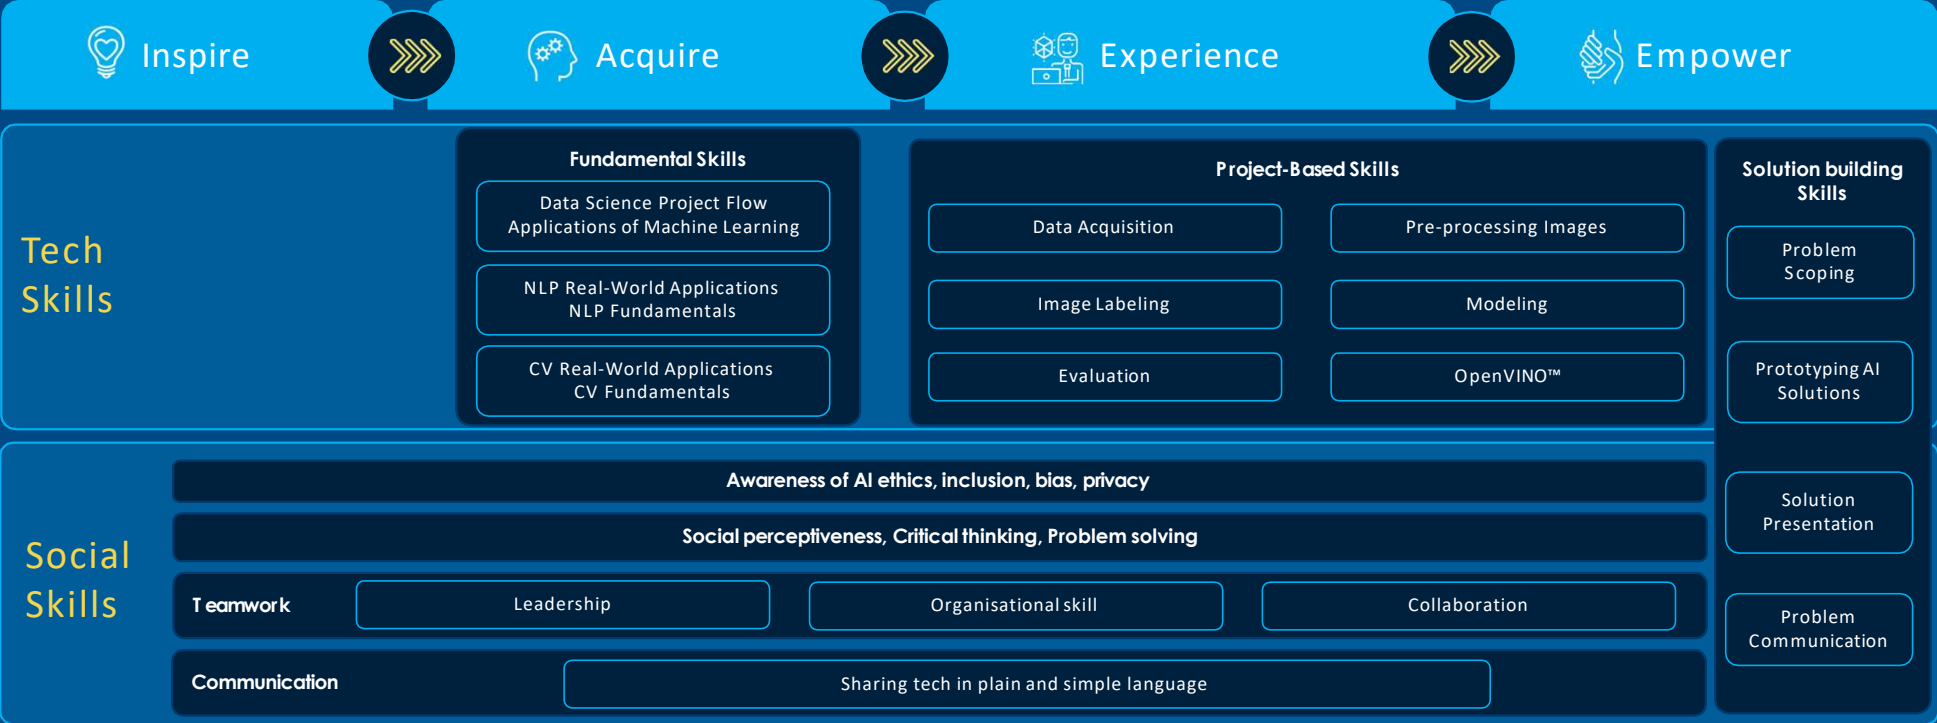 Inspire
Acquire
Experience
Empower
Tech
Skills
Fundamental Skills
Data Science Project Flow
Applications of Machine Learning
NLP Real-World Applications
NLP Fundamentals
CV Real-World Applications
CV Fundamentals
Project-Based Skills
Data Acquisition
Pre-processing Images
Image Labeling
Modeling
Evaluation
OpenVINO™
Solution building
Skills
Problem
Scoping
Prototyping AI
Solutions
Solution
Presentation
Problem
Communication
Social
Skills
Awareness of AI ethics, inclusion, bias, privacy
Social perceptiveness, Critical thinking, Problem solving
Teamwork
Leadership
Organisational skill
Collaboration
Communication
Sharing tech in plain and simple language